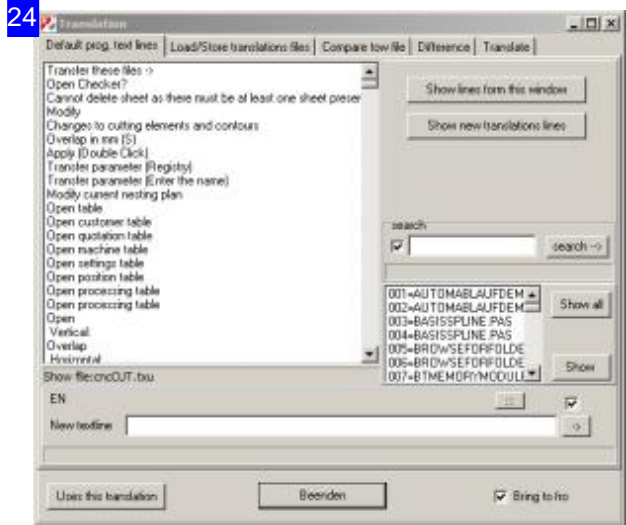 24
Translation
Default prog. text lines
Load/Store translations files
Compare tow file
Difference
Translate
Transfer these files ->
Open Checker?
Cannot delete sheet as there must be at least one sheet preser
Modify
Changes to cutting elements and contours
Overlap in mm (S)
Apply (Double Click)
Transfer parameter (Registry)
Transfer parameter (Enter the name)
Modify current nesting plan
Open table
Open customer table
Open quotation table
Open machine table
Open settings table
Open position table
Open processing table
Open processing table
Open
Vertical:
Overlap
Horizontal
Show lines form this window
Show new translations lines
search
search -->
001=AUTOMABLAUFDEM
002=AUTOMABLAUFDEM
003=BASISSPLINE.PAS
004=BASISSPLINE.PAS
005=BROWSEFORFOLDE
006=BROWSEFORFOLDE
007=BTMEMORYMODULE
Show all
Show
Show file:cncCUT.txu
EN
New textline
->
Uses this translation
Beenden
Bring to fro